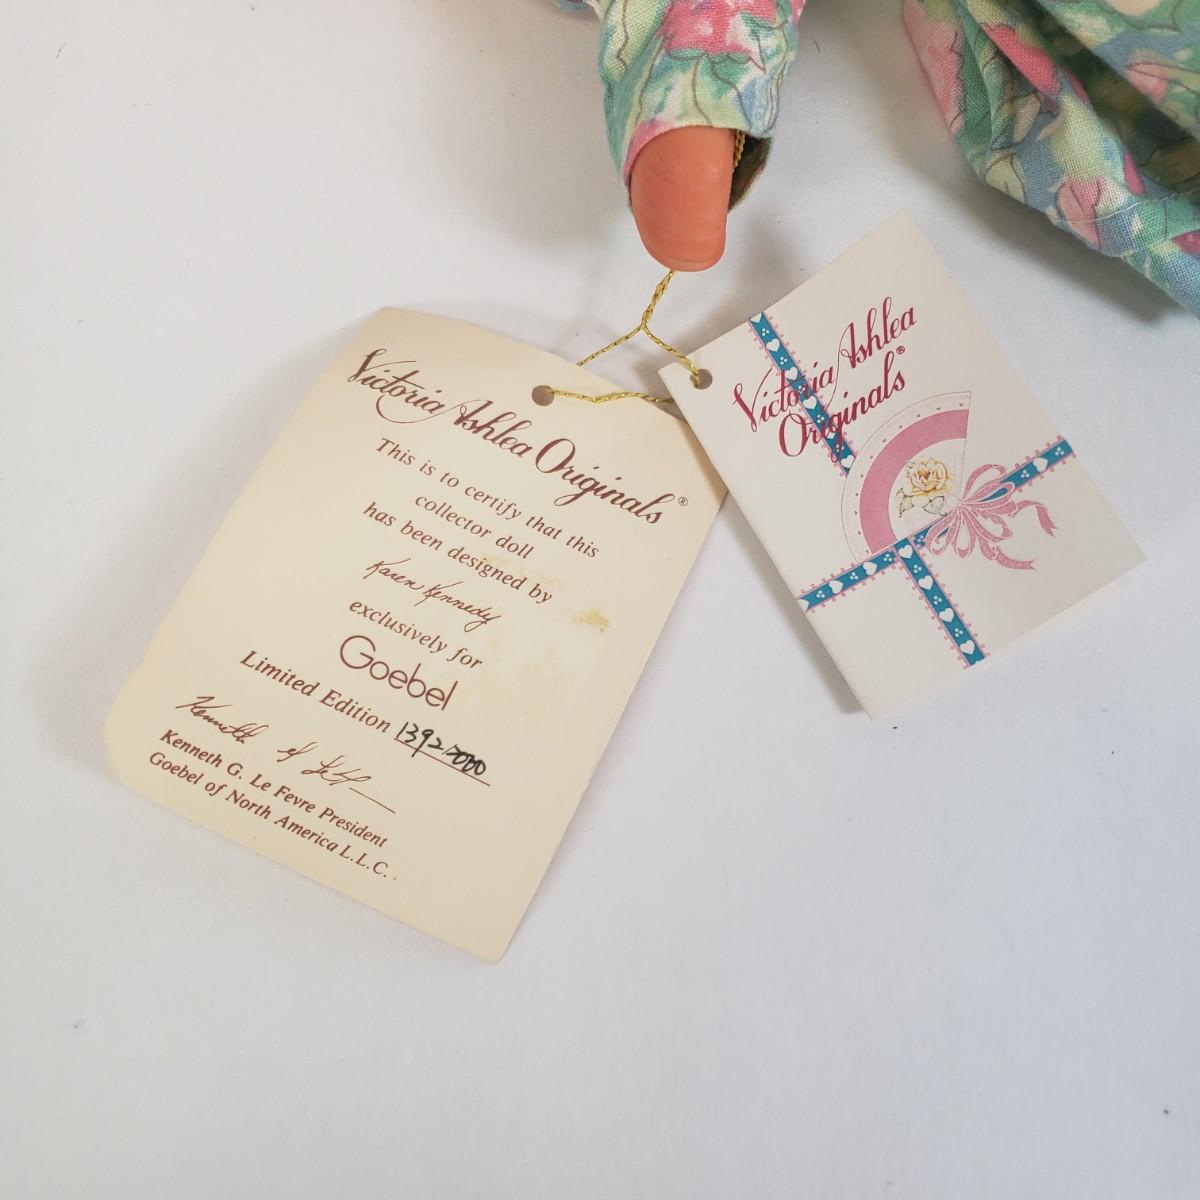 Victoria Ashlea Originals®
This is to certify that this
collector doll
has been designed by
Karen Kennedy
exclusively for
Goebel
Limited Edition 1392/2000
Kenneth G. Le Fevre President
Goebel of North America L.L.C.
Victoria Ashlea
Originals®